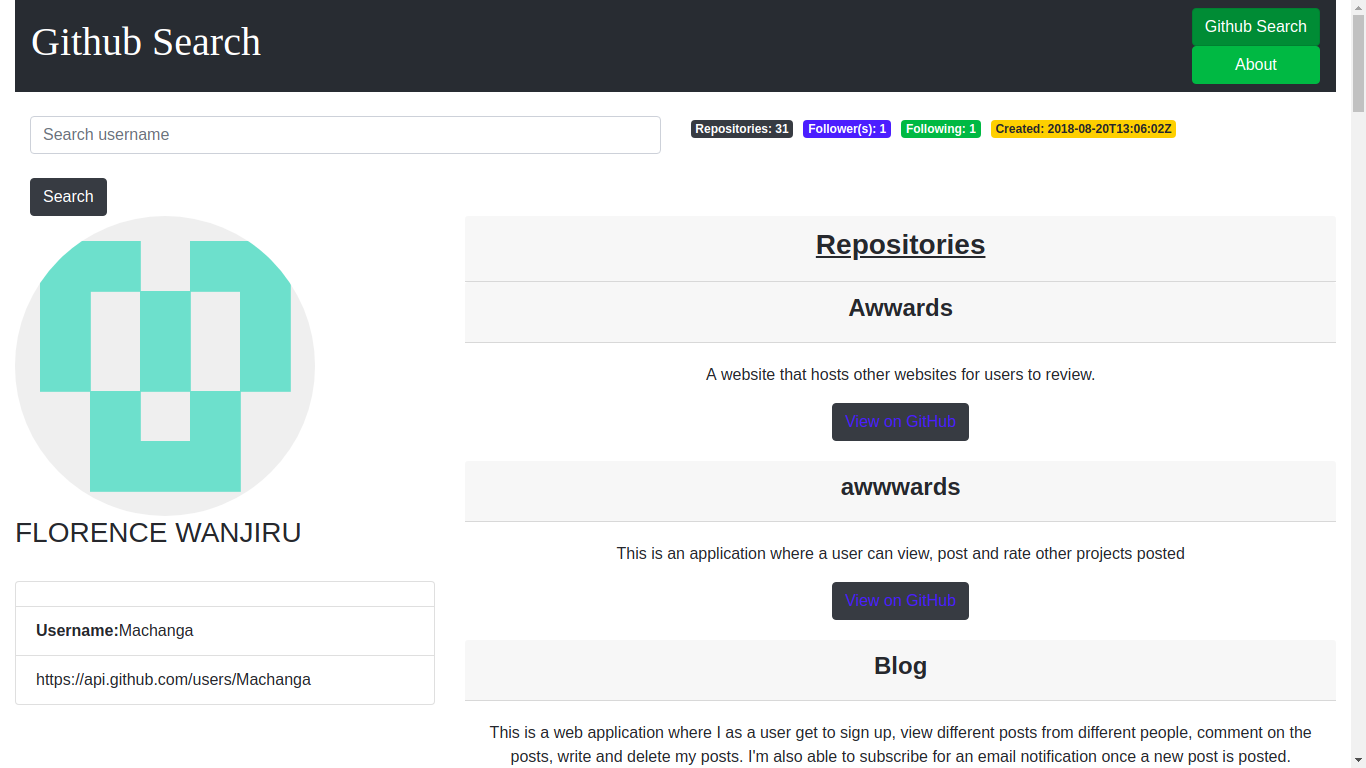 Github Search
Github Search
About
Search username
Repositories: 31 Follower(s): 1 Following: 1 Created: 2018-08-20T13:06:02Z
Search
FLORENCE WANJIRU
Username:Machanga
https://api.github.com/users/Machanga
Repositories
Awwards
A website that hosts other websites for users to review.
View on GitHub
awwwards
This is an application where a user can view, post and rate other projects posted
View on GitHub
Blog
This is a web application where I as a user get to sign up, view different posts from different people, comment on the
posts, write and delete my posts. I'm also able to subscribe for an email notification once a new post is posted.